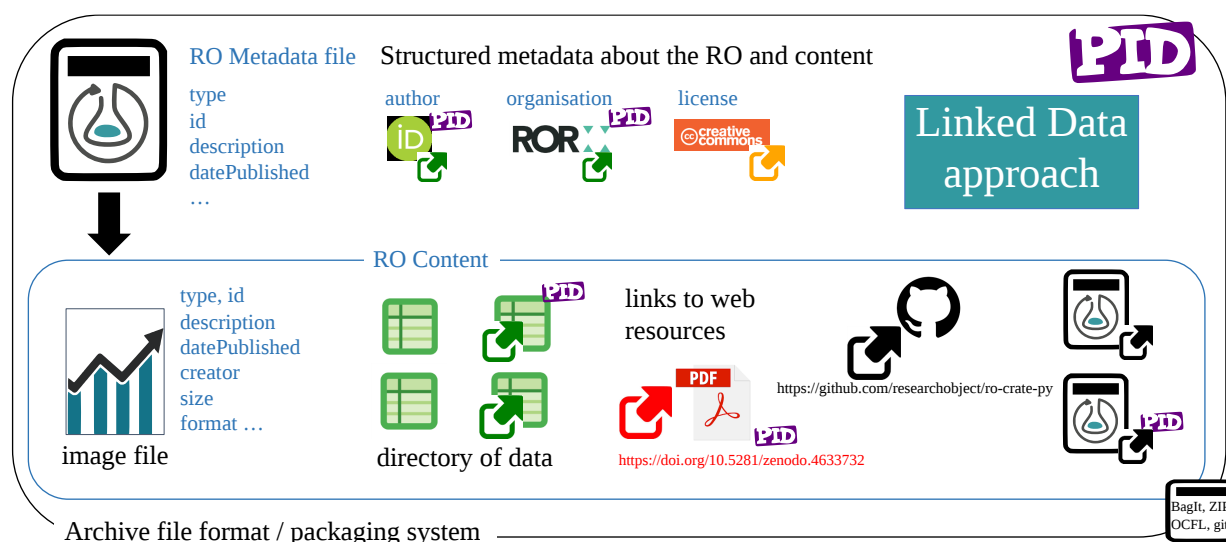 RO Metadata file
Structured metadata about the RO and content
PID
type
id
description
datePublished
…
author
iD
PID
organisation
ROR
PID
license
cc creative commons
Linked Data
approach
RO Content
type, id
description
datePublished
creator
size
format …
image file
PID
directory of data
links to web
resources
PDF
PID
https://doi.org/10.5281/zenodo.4633732
https://github.com/researchobject/ro-crate-py
PID
Archive file format / packaging system
BagIt, ZIP
OCFL, git